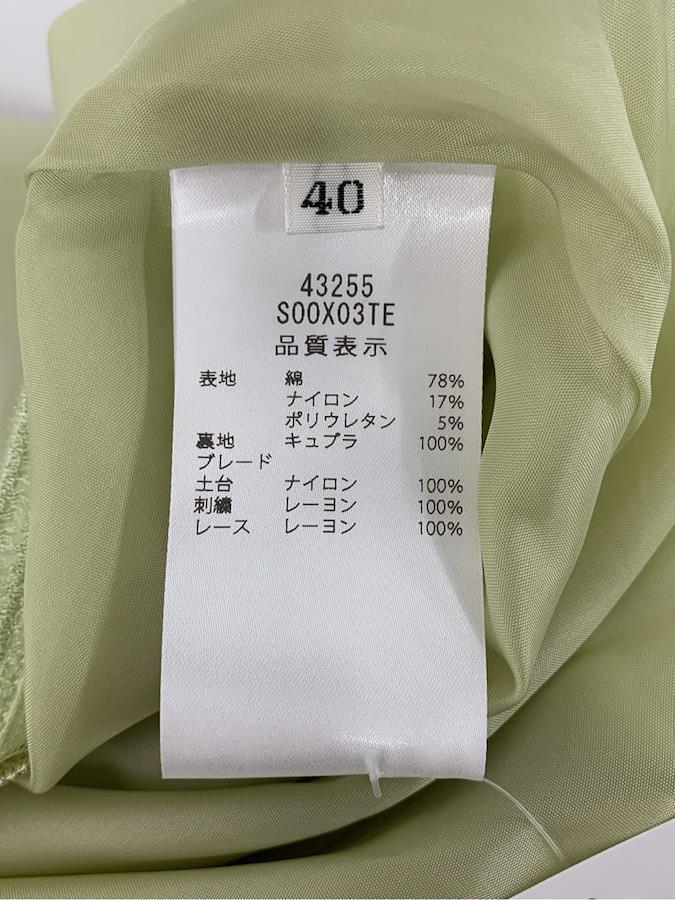 40
43255
S00X03TE
品質表示
表地 綿 78%
ナイロン 17%
ポリウレタン 5%
裏地 キュプラ 100%
ブレード
土台 ナイロン 100%
刺繍 レーヨン 100%
レース レーヨン 100%